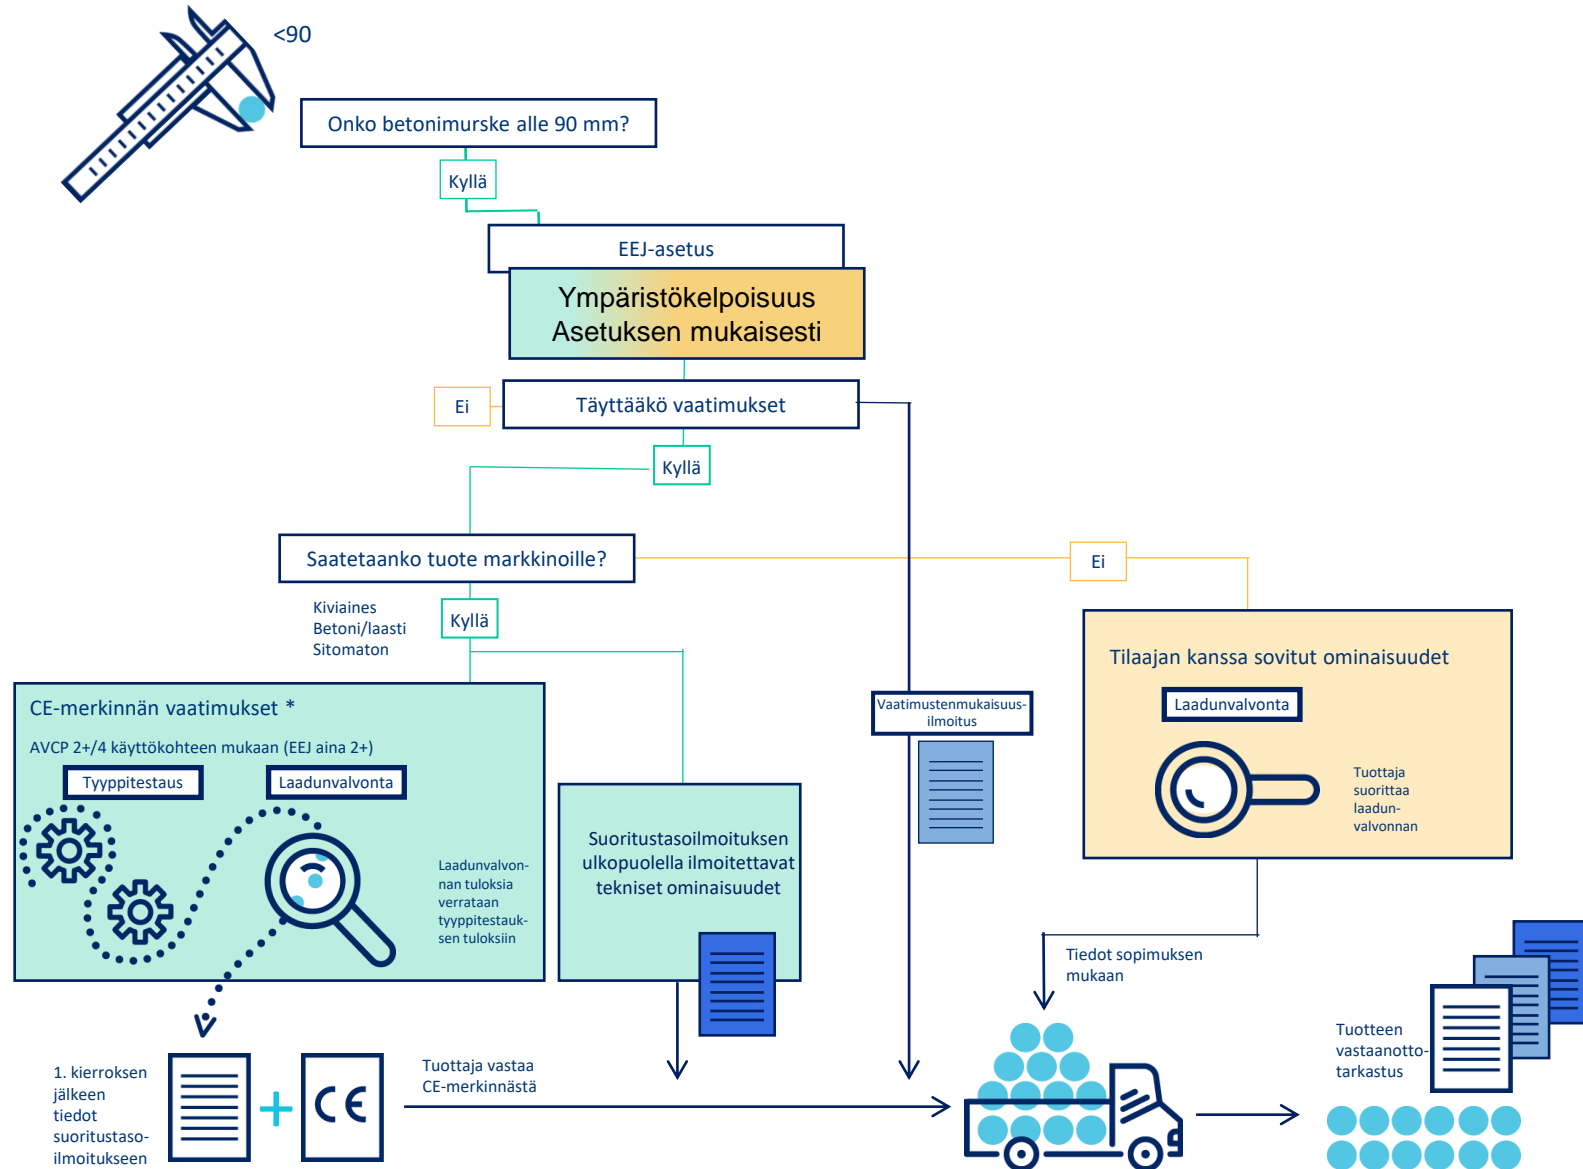 <90
Onko betonimurske alle 90 mm?
Kyllä
EEJ-asetus
Ympäristökelpoisuus
Asetuksen mukaisesti
Ei
Täyttääkö vaatimukset
Kyllä
Saatetaanko tuote markkinoille?
Ei
Kiviaines
Betoni/laasti
Sitomaton
Kyllä
CE-merkinnän vaatimukset *
AVCP 2+/4 käyttökohteen mukaan (EEJ aina 2+)
Tyyppitestaus
Laadunvalvonta
Laadunvalvon-
nan tuloksia
verrataan
tyyppitestauk-
sen tuloksiin
Suoritustasoilmoituksen
ulkopuolella ilmoitettavat
tekniset ominaisuudet
Vaatimustenmukaisuus-
ilmoitus
Tilaajan kanssa sovitut ominaisuudet
Laadunvalvonta
Tuottaja
suorittaa
laadun-
valvonnan
Tiedot sopimuksen
mukaan
1. kierroksen
jälkeen
tiedot
suoritustaso-
ilmoitukseen
CE
Tuottaja vastaa
CE-merkinnästä
Tuotteen
vastaanotto-
tarkastus